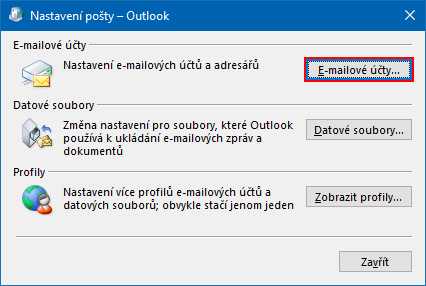 Nastavení pošty – Outlook
E-mailové účty
Nastavení e-mailových účtů a adresářů
E-mailové účty...
Datové soubory
Změna nastavení pro soubory, které Outlook
používá k ukládání e-mailových zpráv a
dokumentů
Datové soubory...
Profily
Nastavení více profilů e-mailových účtů a
datových souborů; obvykle stačí jenom jeden
Zobrazit profily...
Zavřít